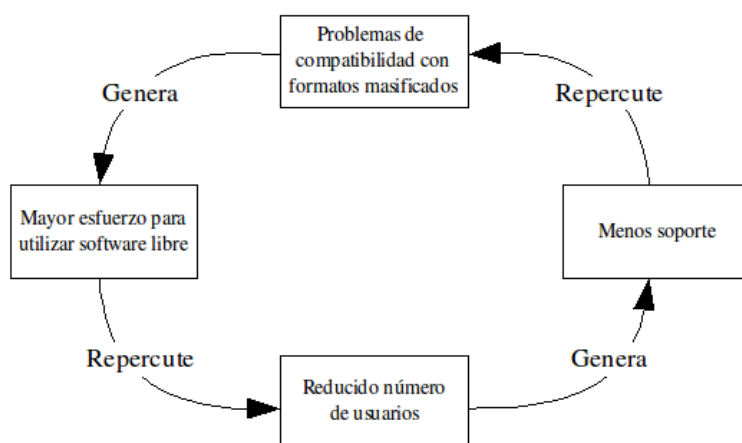 Problemas de
compatibilidad con
formatos masificados
Genera
Repercute
Mayor esfuerzo para
utilizar software libre
Menos soporte
Repercute
Genera
Reducido número
de usuarios